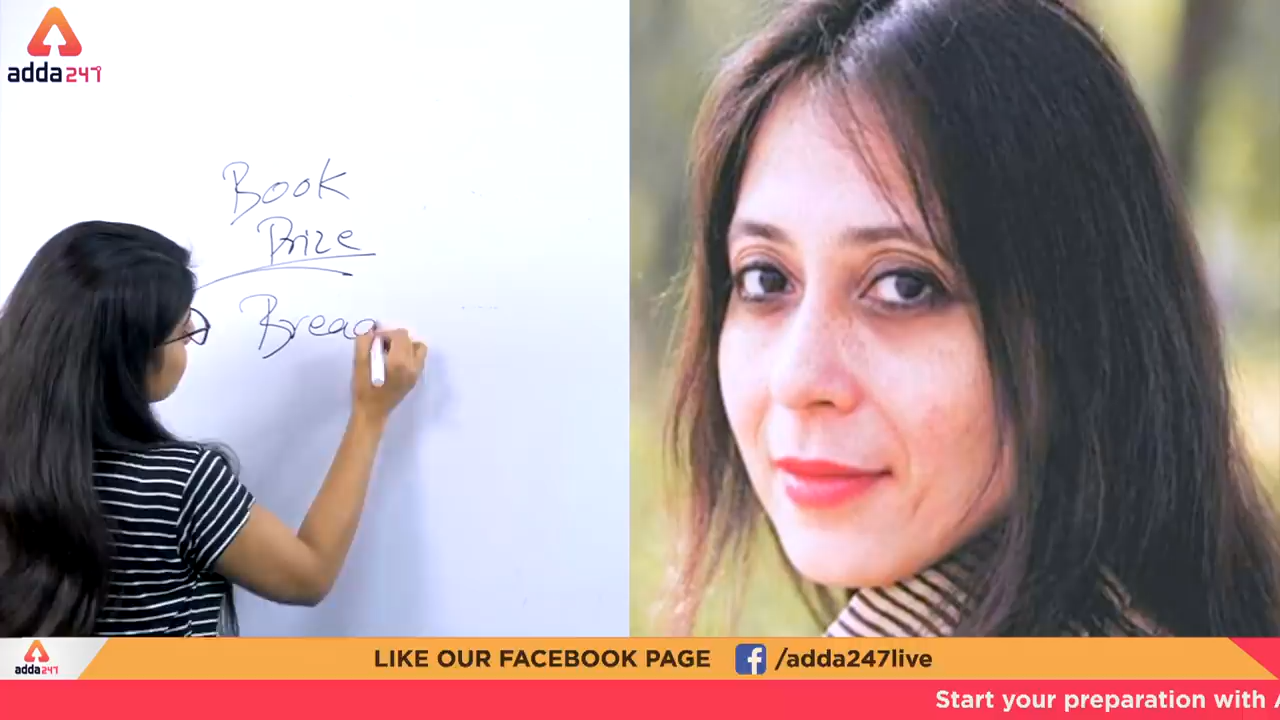 adda247
Book
Prize
Brea
adda247
LIKE OUR FACEBOOK PAGE
/adda247live
Start your preparation with